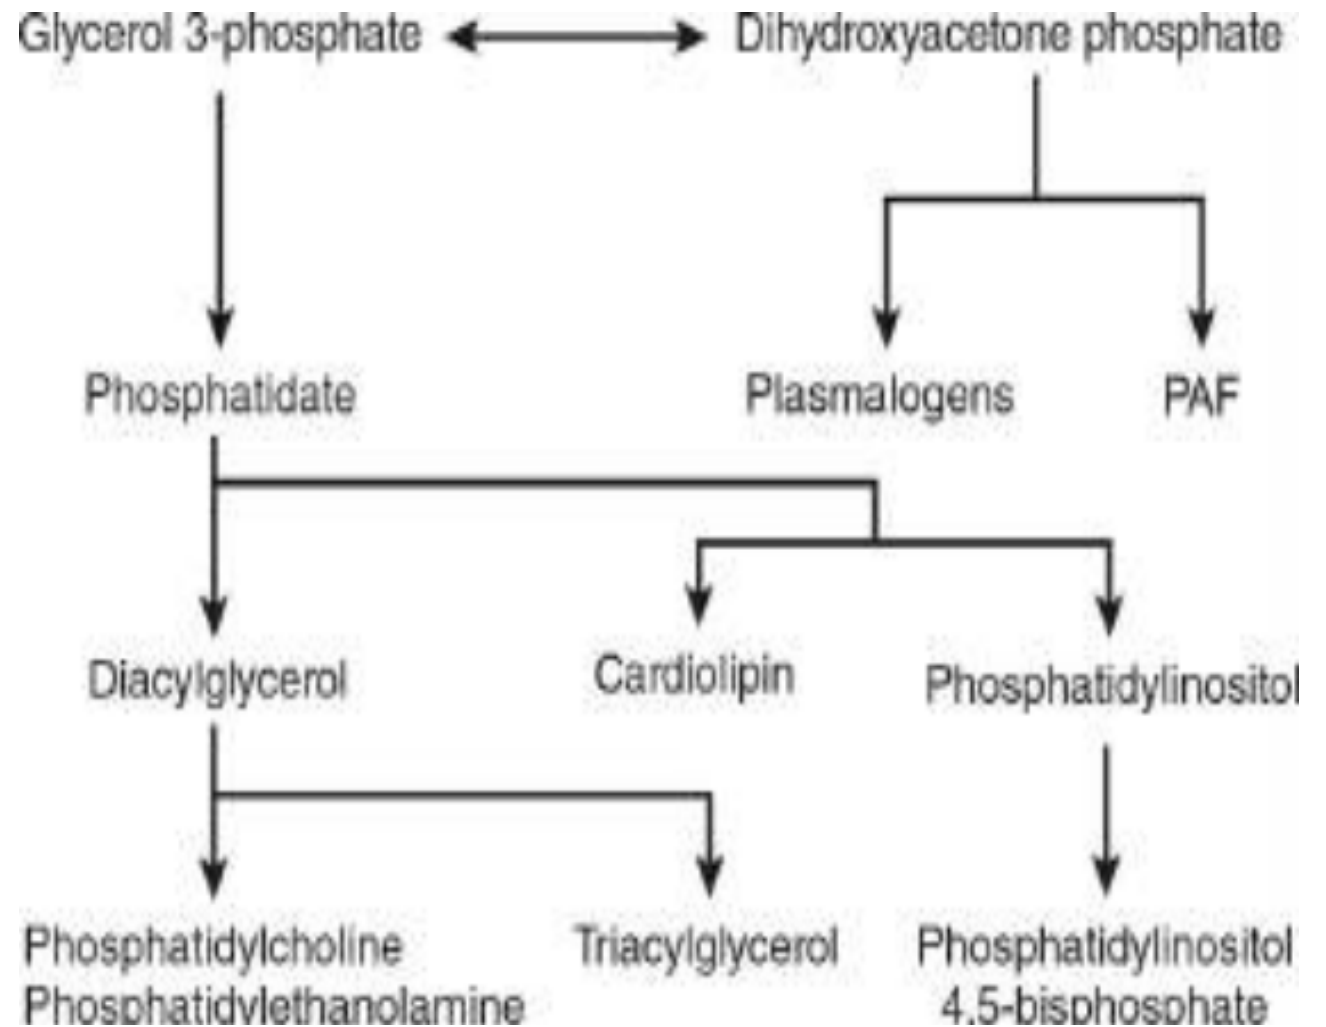 Glycerol 3-phosphate
Dihydroxyacetone phosphate
Phosphatidate
Plasmalogens
PAF
Diacylglycerol
Cardiolipin
Phosphatidylinositol
Phosphatidylcholine
Phosphatidylethanolamine
Triacylglycerol
Phosphatidylinositol
4,5-bisphosphate